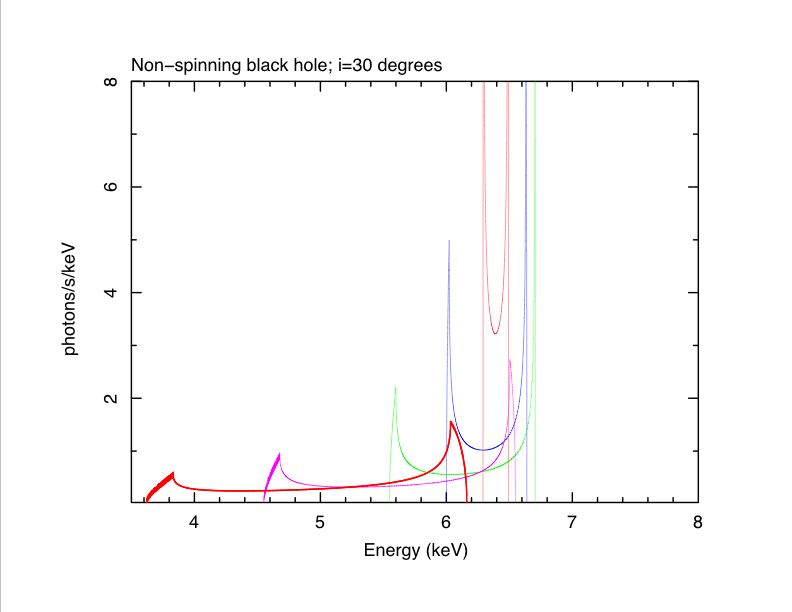 Non−spinning black hole; i=30 degrees
8
6
4
2
photons/s/keV
4 5 6 7 8
Energy (keV)